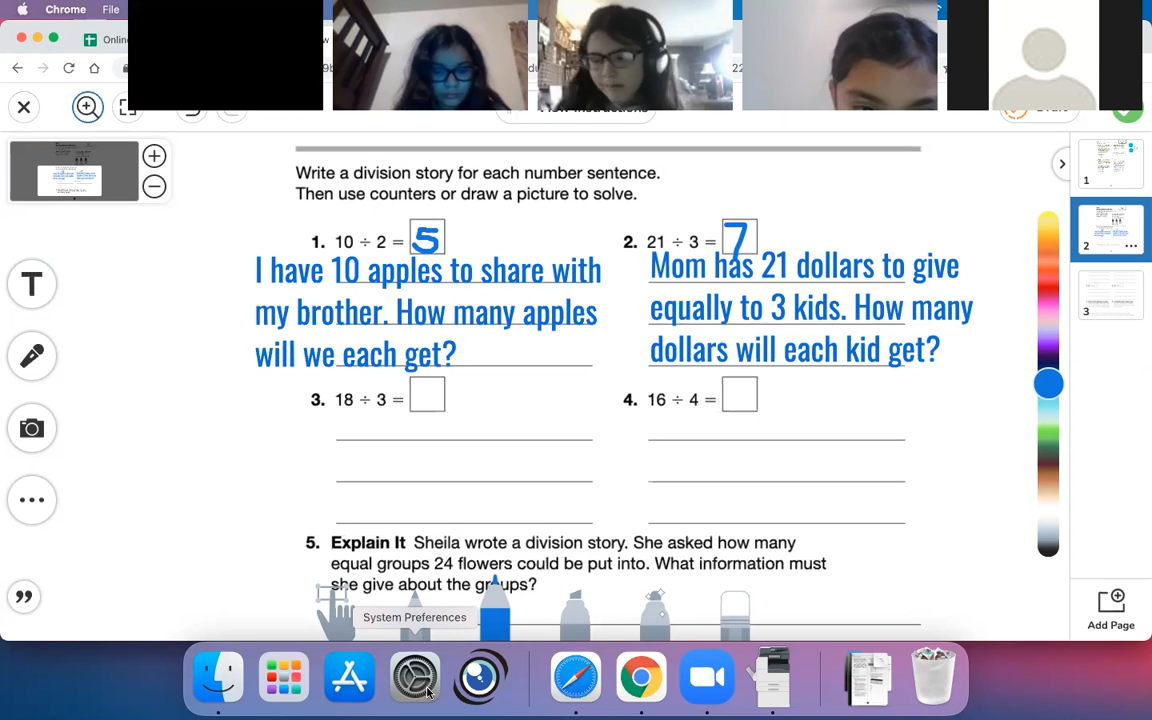 Chrome File
Onlin
Write a division story for each number sentence.
Then use counters or draw a picture to solve.
1. 10 ÷ 2 = 5
I have 10 apples to share with
my brother. How many apples
will we each get?
2. 21 ÷ 3 = 7
Mom has 21 dollars to give
equally to 3 kids. How many
dollars will each kid get?
3. 18 ÷ 3 =
4. 16 ÷ 4 =
5. Explain It Sheila wrote a division story. She asked how many
equal groups 24 flowers could be put into. What information must
she give about the groups?
System Preferences
T
1
2
3
Add Page